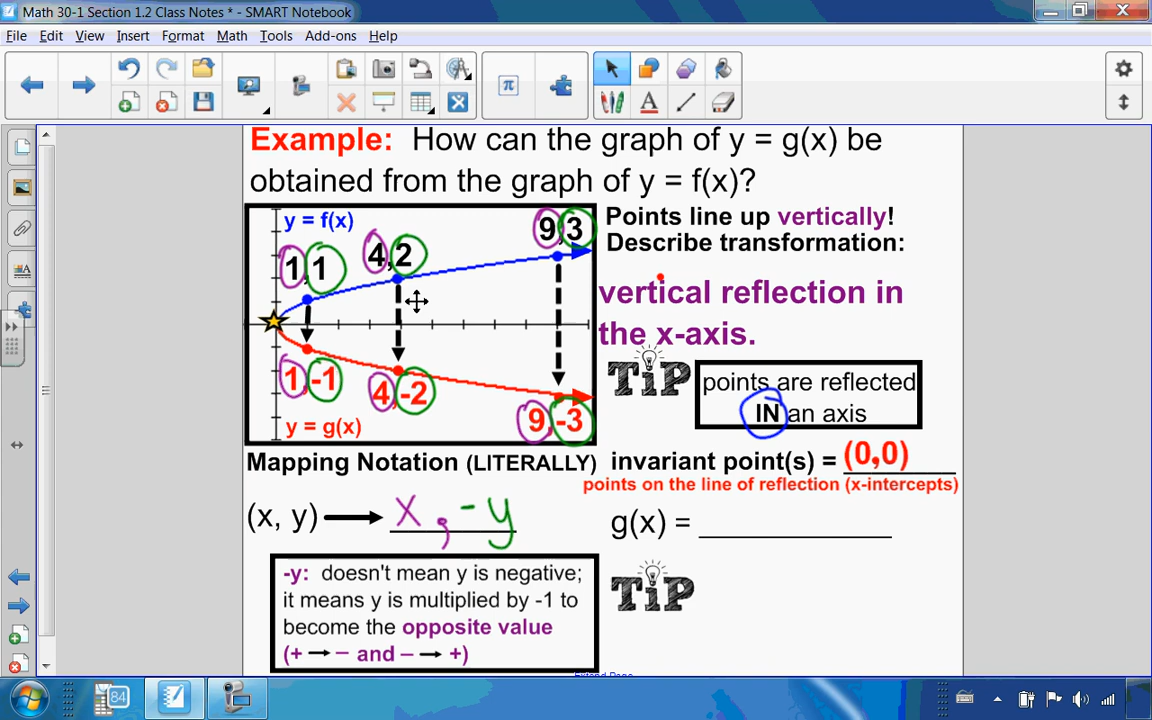 Math 30-1 Section 1.2 Class Notes * - SMART Notebook
File Edit View Insert Format Math Tools Add-ons Help
π A
Example: How can the graph of y = g(x) be
obtained from the graph of y = f(x)?
y = f(x)
1,1
4,2
9,3
1,-1
4,-2
9,-3
y = g(x)
Points line up vertically!
Describe transformation:
vertical reflection in
the x-axis.
TiP
points are reflected
IN an axis
Mapping Notation (LITERALLY)
invariant point(s) = (0,0)
points on the line of reflection (x-intercepts)
(x, y) → x, -y
g(x) = ____________
-y: doesn't mean y is negative;
it means y is multiplied by -1 to
become the opposite value
(+ → − and − → +)
TiP
Extend Page
84